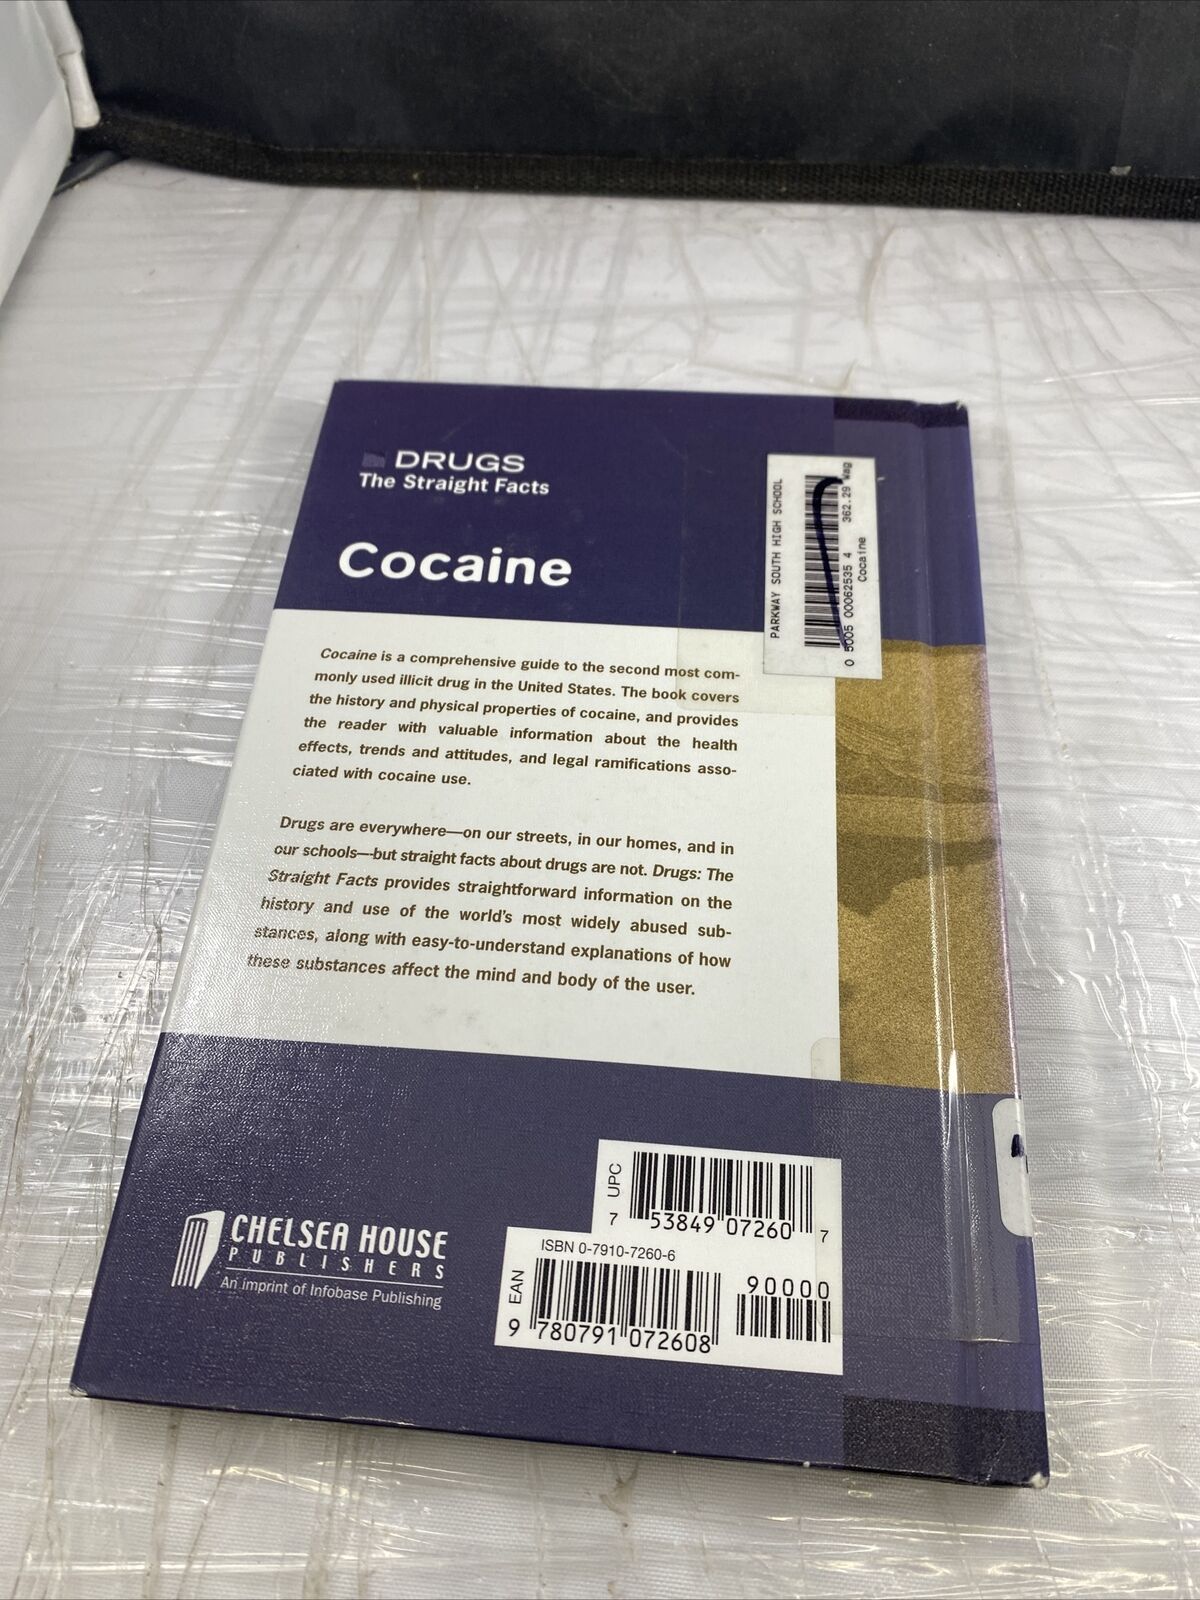 DRUGS
The Straight Facts
Cocaine
PARKWAY SOUTH HIGH SCHOOL
0 5005 00062535 4 362.29 Wag
Cocaine
Cocaine is a comprehensive guide to the second most com-
monly used illicit drug in the United States. The book covers
the history and physical properties of cocaine, and provides
the reader with valuable information about the health
effects, trends and attitudes, and legal ramifications asso-
ciated with cocaine use.
Drugs are everywhere—on our streets, in our homes, and in
our schools—but straight facts about drugs are not. Drugs: The
Straight Facts provides straightforward information on the
history and use of the world's most widely abused sub-
stances, along with easy-to-understand explanations of how
these substances affect the mind and body of the user.
CHELSEA HOUSE
PUBLISHERS
An imprint of Infobase Publishing
UPC
7 53849 07260 7
ISBN 0-7910-7260-6
90000
EAN
9 780791 072608